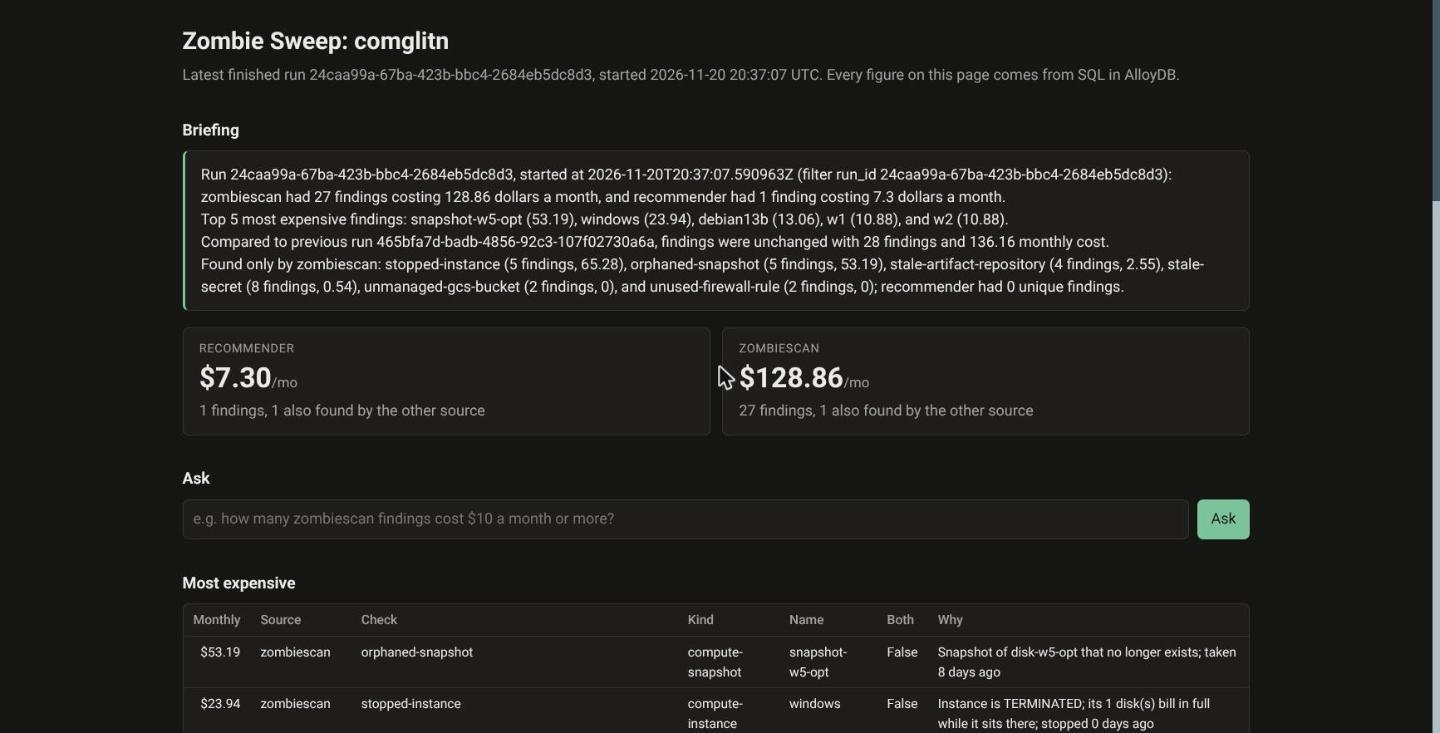 Zombie Sweep: comglitn
Latest finished run 24caa99a-67ba-423b-bbc4-2684eb5dc8d3, started 2026-11-20 20:37:07 UTC. Every figure on this page comes from SQL in AlloyDB.
Briefing
Run 24caa99a-67ba-423b-bbc4-2684eb5dc8d3, started at 2026-11-20T20:37:07.590963Z (filter run_id 24caa99a-67ba-423b-bbc4-2684eb5dc8d3):
zombiescan had 27 findings costing 128.86 dollars a month, and recommender had 1 finding costing 7.3 dollars a month.
Top 5 most expensive findings: snapshot-w5-opt (53.19), windows (23.94), debian13b (13.06), w1 (10.88), and w2 (10.88).
Compared to previous run 465bfa7d-badb-4856-92c3-107f02730a6a, findings were unchanged with 28 findings and 136.16 monthly cost.
Found only by zombiescan: stopped-instance (5 findings, 65.28), orphaned-snapshot (5 findings, 53.19), stale-artifact-repository (4 findings, 2.55), stale-
secret (8 findings, 0.54), unmanaged-gcs-bucket (2 findings, 0), and unused-firewall-rule (2 findings, 0); recommender had 0 unique findings.
RECOMMENDER
$7.30/mo
1 findings, 1 also found by the other source
ZOMBIESCAN
$128.86/mo
27 findings, 1 also found by the other source
Ask
e.g. how many zombiescan findings cost $10 a month or more?
Ask
Most expensive
Monthly Source Check Kind Name Both Why
$53.19 zombiescan orphaned-snapshot compute-snapshot snapshot-w5-opt False Snapshot of disk-w5-opt that no longer exists; taken 8 days ago
$23.94 zombiescan stopped-instance compute-instance windows False Instance is TERMINATED; its 1 disk(s) bill in full while it sits there; stopped 0 days ago